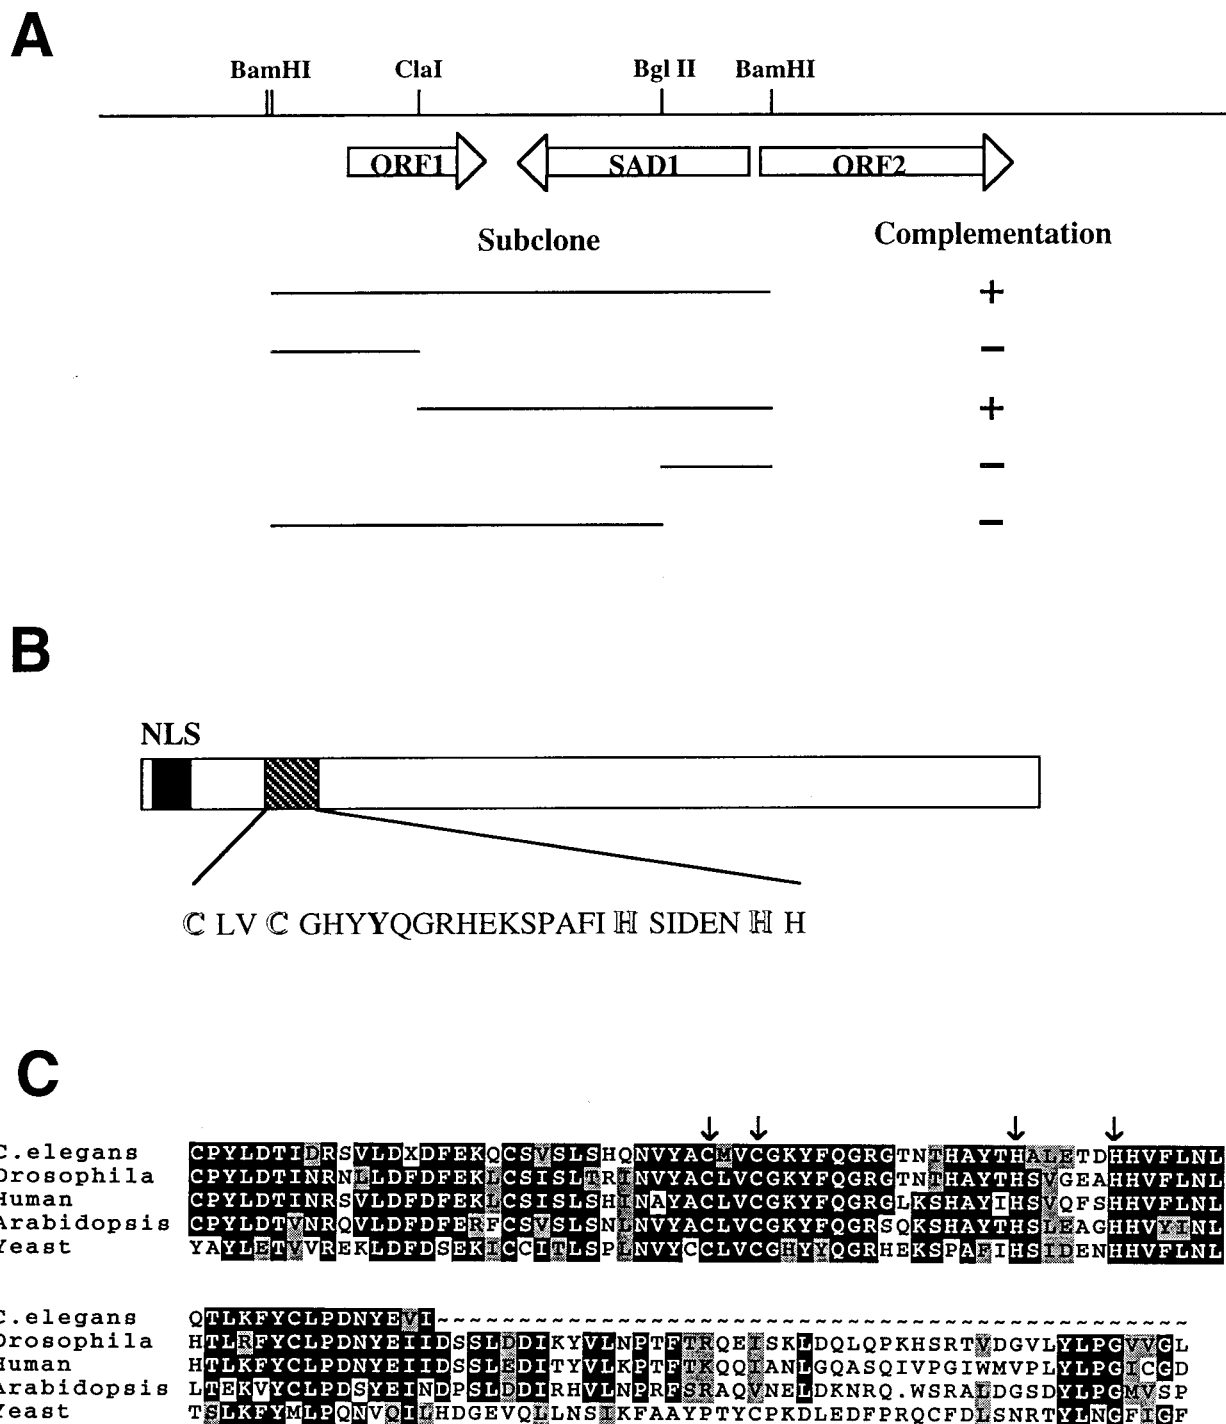 A
BamHI ClaI Bgl II BamHI
ORF1 SAD1 ORF2
Subclone Complementation
+
−
+
−
−
B
NLS
C LV C GHYYQGRHEKSPAFI H SIDEN H H
C
C.elegans CPYLDTIDRSVLDXDFEKQCSVSLSHQNVYACMVCGKYFQGRGTNTHAYTHALETDHHVFLNL
Drosophila CPYLDTINRNLLDFDFEKLCSISLTRINVYACLVCGKYFQGRGTNTHAYTHSVGEAHHVFLNL
Human CPYLDTINRSVLDFDFEKLCSISLSHINAYACLVCGKYFQGRGLKSHAYIHSVQFSHHVFLNL
Arabidopsis CPYLDTVNRQVLDFDFERFCSVSLSNLNVYACLVCGKYFQGRSQKSHAYTHSLEAGHHVYINL
Yeast YAYLETVVREKLDFDSEKICCITLSPLNVYCCLVCGHYYQGRHEKSPAFIHSIDENHHVFLNL
C.elegans QTLKFYCLPDNYEVI~~~~~~~~~~~~~~~~~~~~~~~~~~~~~~~~~~~~~~~~~~~~~~
Drosophila HTLRFYCLPDNYEIIDSSLDDIKYVLNPTFTRQEISKLDQLQPKHSRTVDGVLYLPGVVGL
Human HTLKFYCLPDNYEIIDSSLEDITYVLKPTFTKQQIANLGQASQIVPGIWMVPLYLPGICGD
Arabidopsis LTEKVYCLPDSYEINDPSLDDIRHVLNPRFSRAQVNELDKNRQ.WSRALDGSDYLPGMVSP
Yeast TSLKFYMLPQNVQILHDGEVQLLNSIKFAAYPTYCPKDLEDFPRQCFDLSNRTYLNGFIGF